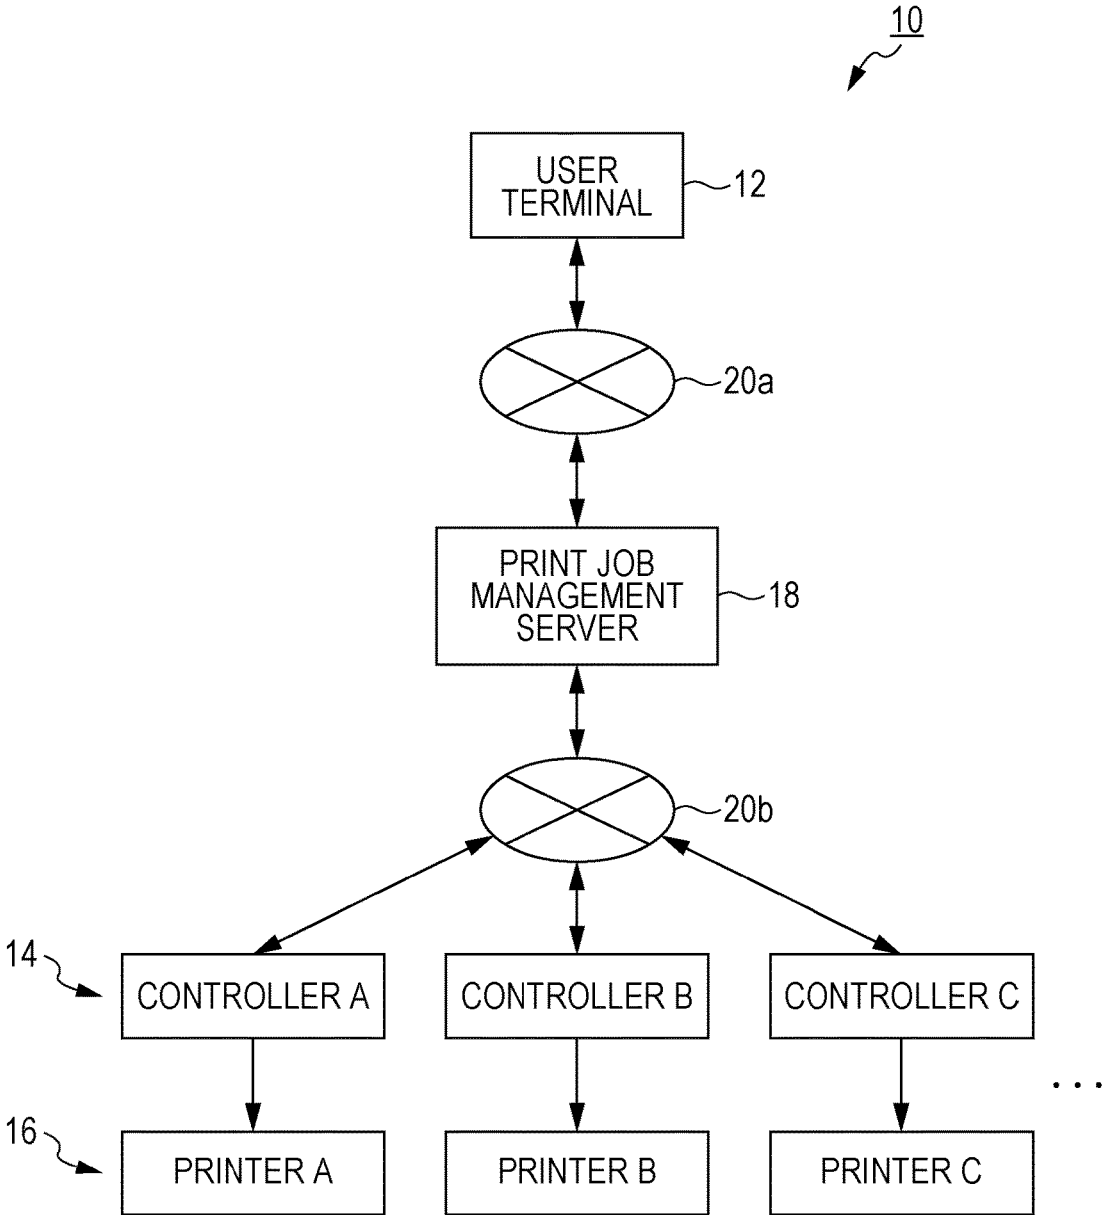 10
USER
TERMINAL
12
20a
PRINT JOB
MANAGEMENT
SERVER
18
20b
14
CONTROLLER A
CONTROLLER B
CONTROLLER C
...
16
PRINTER A
PRINTER B
PRINTER C